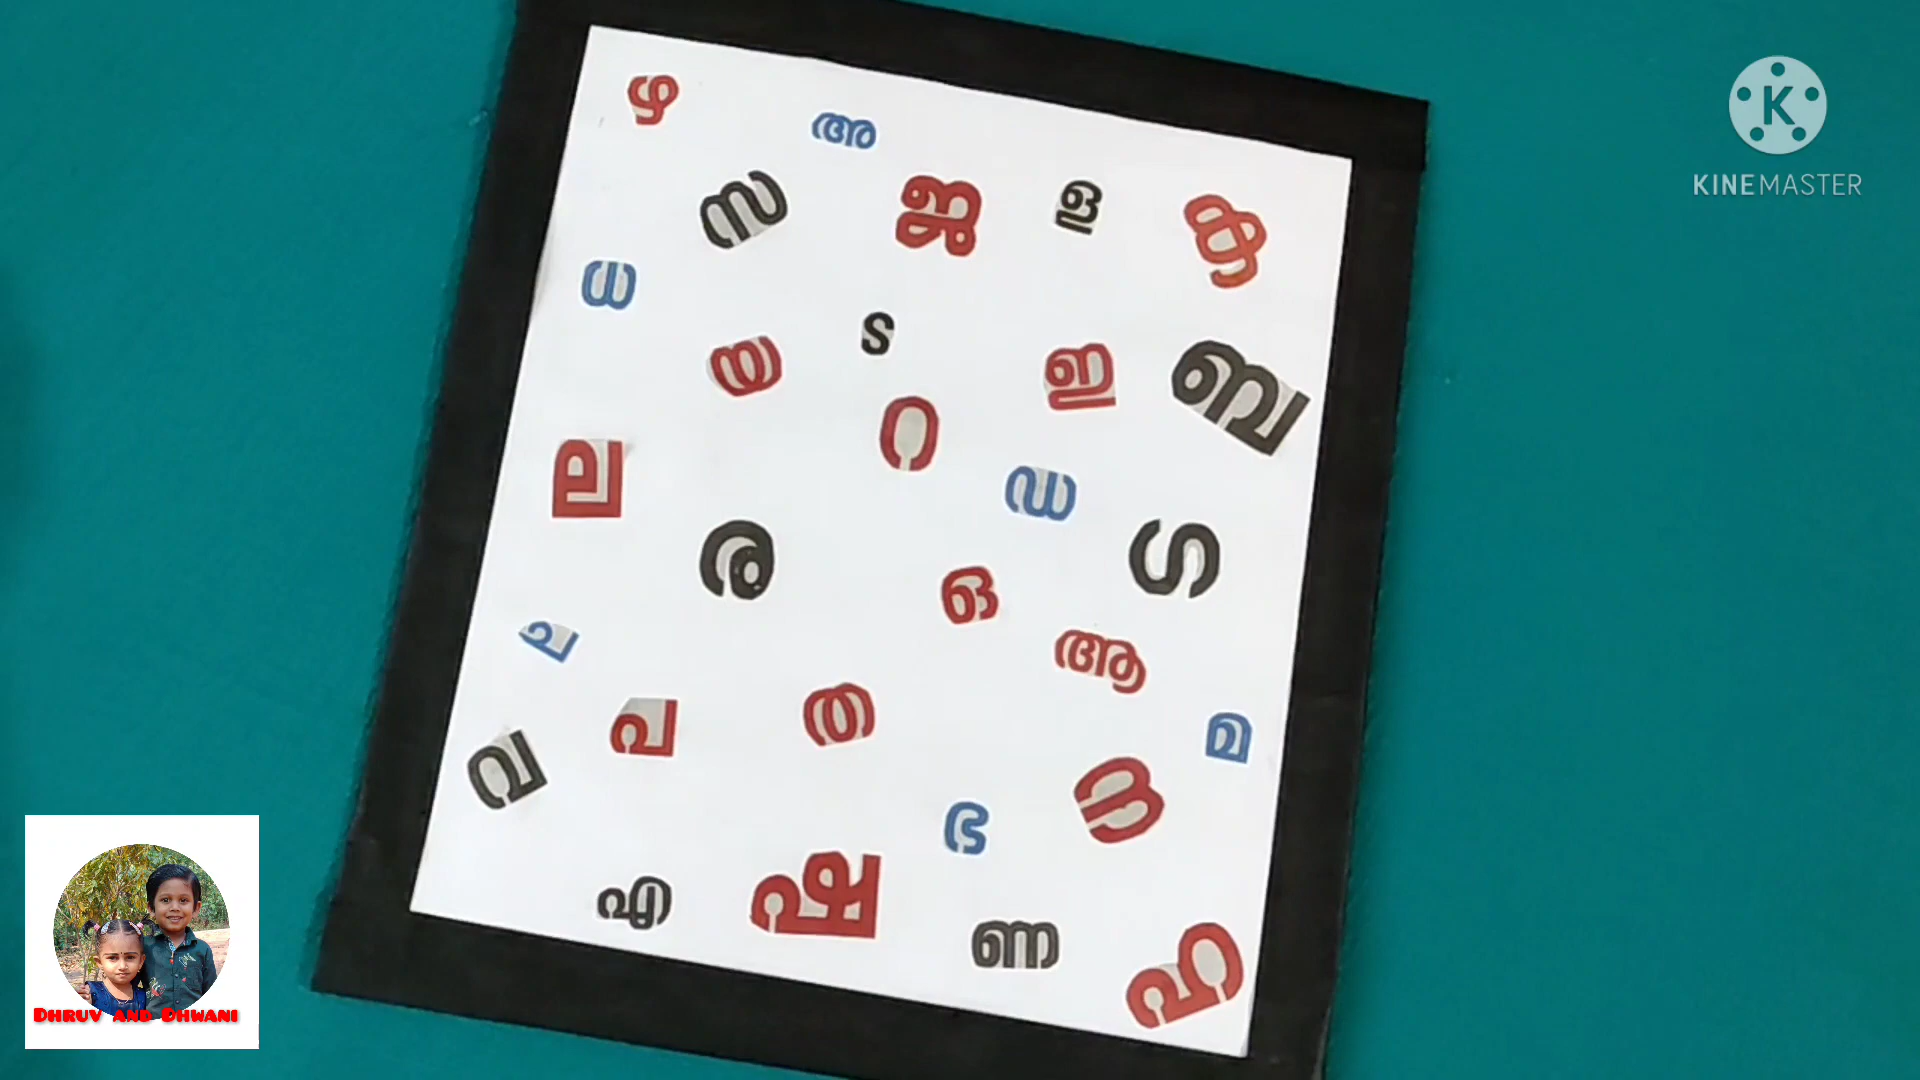 ഴ
അ
സ
ജ
ള
ക
KINEMASTER
ധ
യ
ട
ഇ
ബ
റ
ല
ഡ
ര
ട
ഒ
ച
ആ
പ
ത
മ
വ
ന
ഭ
എ
ഷ
ണ
ഹ
DHRUV AND DHWANI